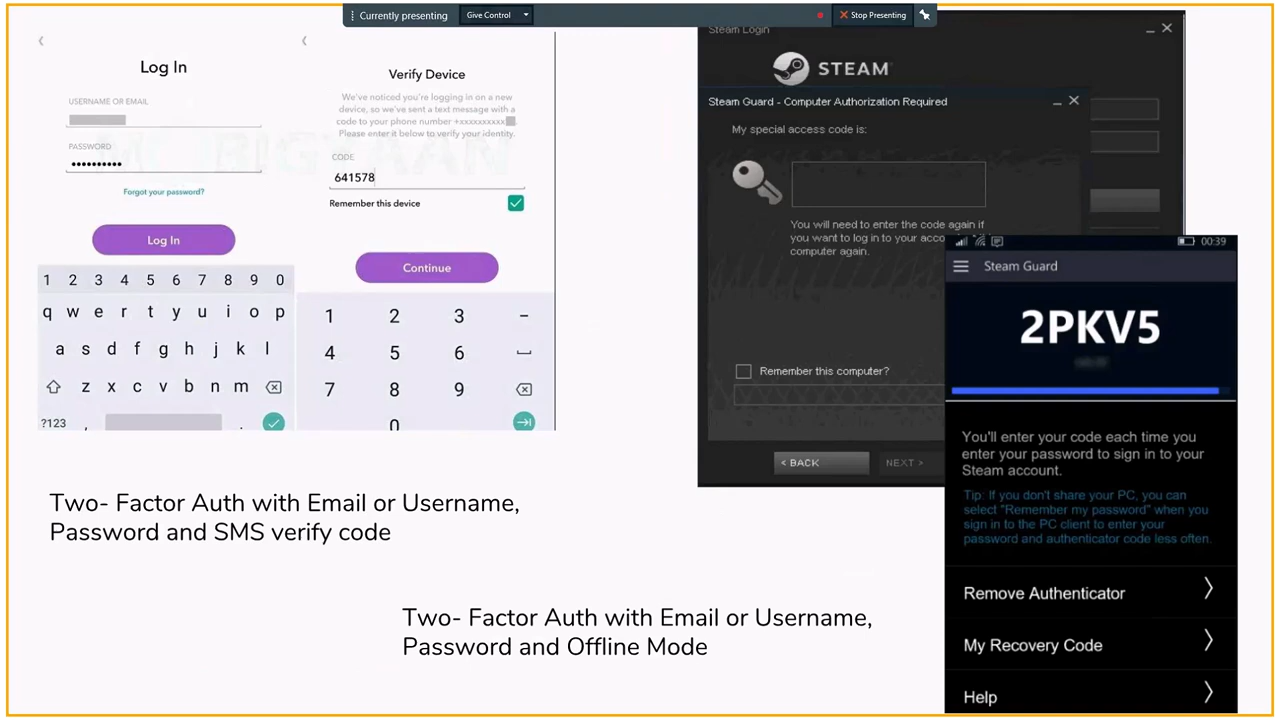 Currently presenting
Give Control
Stop Presenting
Log In
USERNAME OR EMAIL
PASSWORD
••••••••••
Forgot your password?
Log In
1 2 3 4 5 6 7 8 9 0
q w e r t y u i o p
a s d f g h j k l
z x c v b n m
?123 , .
Verify Device
We've noticed you're logging in on a new
device, so we've sent a text message with a
code to your phone number +xxxxxxxxxx
Please enter it below to verify your identity.
CODE
641578
Remember this device
Continue
1 2 3 –
4 5 6
7 8 9
0
Steam Login
STEAM
Steam Guard - Computer Authorization Required
My special access code is:
You will need to enter the code again if
you want to log in to your acco
computer again.
Remember this computer?
< BACK
NEXT >
00:39
Steam Guard
2PKV5
You'll enter your code each time you
enter your password to sign in to your
Steam account.
Tip: If you don't share your PC, you can
select "Remember my password" when you
sign in to the PC client to enter your
password and authenticator code less often.
Remove Authenticator
My Recovery Code
Help
Two- Factor Auth with Email or Username,
Password and SMS verify code
Two- Factor Auth with Email or Username,
Password and Offline Mode